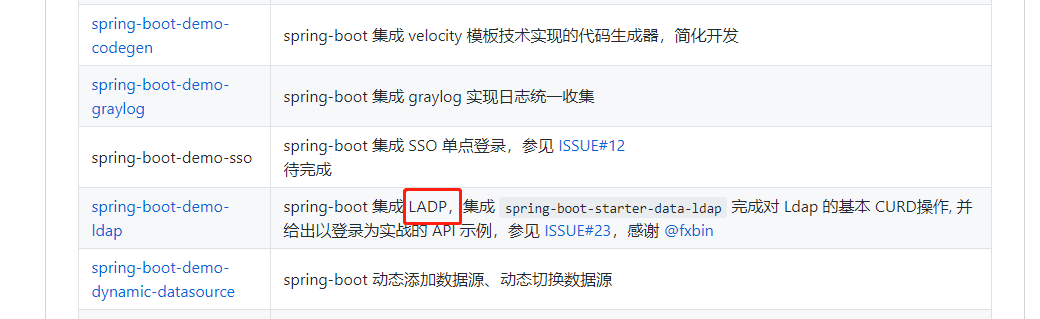 spring-boot-demo-
codegen
spring-boot 集成 velocity 模板技术实现的代码生成器，简化开发
spring-boot-demo-
graylog
spring-boot 集成 graylog 实现日志统一收集
spring-boot-demo-sso
spring-boot 集成 SSO 单点登录，参见 ISSUE#12
待完成
spring-boot-demo-
ldap
spring-boot 集成 LADP，集成 spring-boot-starter-data-ldap 完成对 Ldap 的基本 CURD操作, 并
给出以登录为实战的 API 示例，参见 ISSUE#23，感谢 @fxbin
spring-boot-demo-
dynamic-datasource
spring-boot 动态添加数据源、动态切换数据源